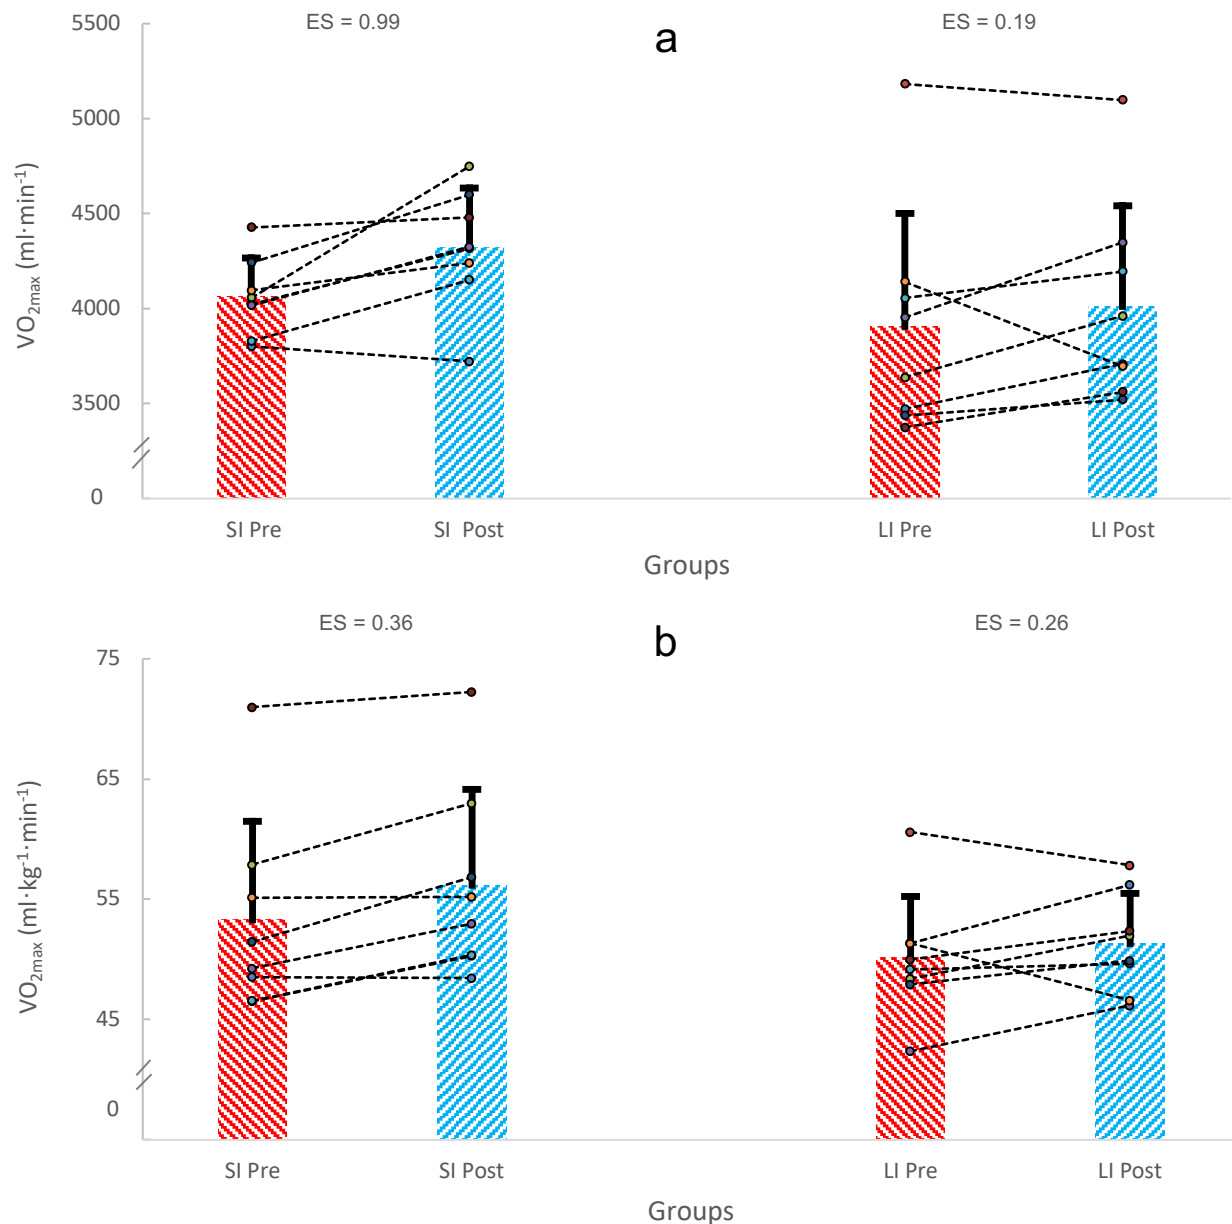 ES = 0.99
a
ES = 0.19
5500
5000
4500
4000
3500
0
VO2max (ml·min-1)
SI Pre
SI Post
LI Pre
LI Post
Groups
ES = 0.36
b
ES = 0.26
75
65
55
45
0
VO2max (ml·kg-1·min-1)
SI Pre
SI Post
LI Pre
LI Post
Groups